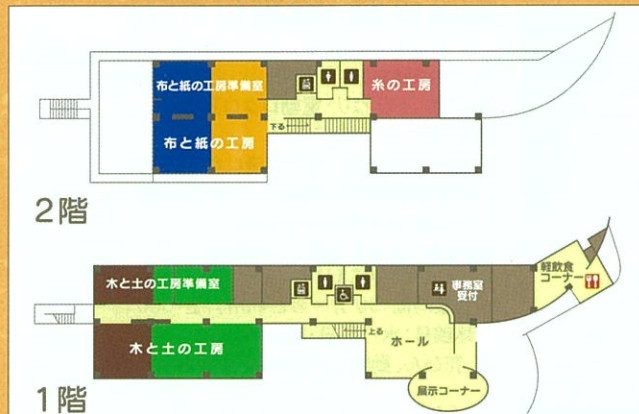 布と紙の工房準備室
糸の工房
下る
布と紙の工房
2階
木と土の工房準備室
軽飲食
コーナー
事務室
受付
上る
ホール
木と土の工房
展示コーナー
1階